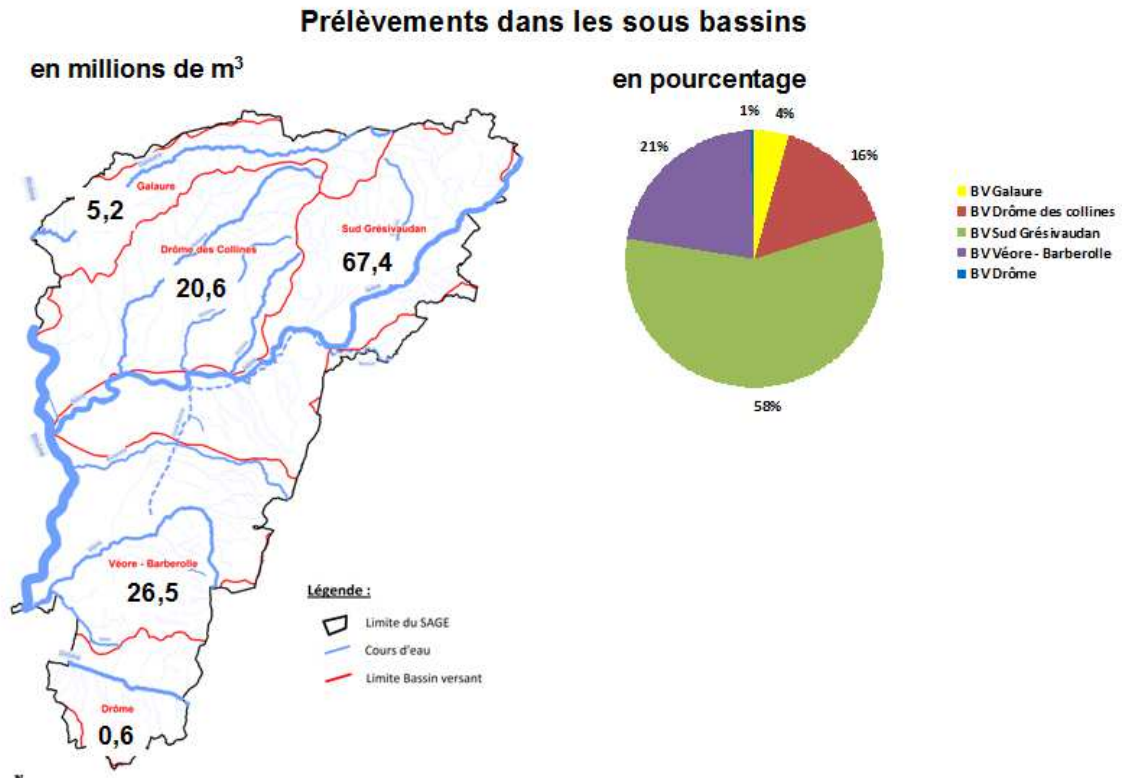 Prélèvements dans les sous bassins
en millions de m³
en pourcentage
Galaure
5,2
Drôme des Collines
20,6
Sud Grésivaudan
67,4
Véore - Barberolle
26,5
Drôme
0,6
Légende :
Limite du SAGE
Cours d'eau
Limite Bassin versant
1%
4%
21%
16%
58%
BV Galaure
BV Drôme des collines
BV Sud Grésivaudan
BV Véore - Barberolle
BV Drôme